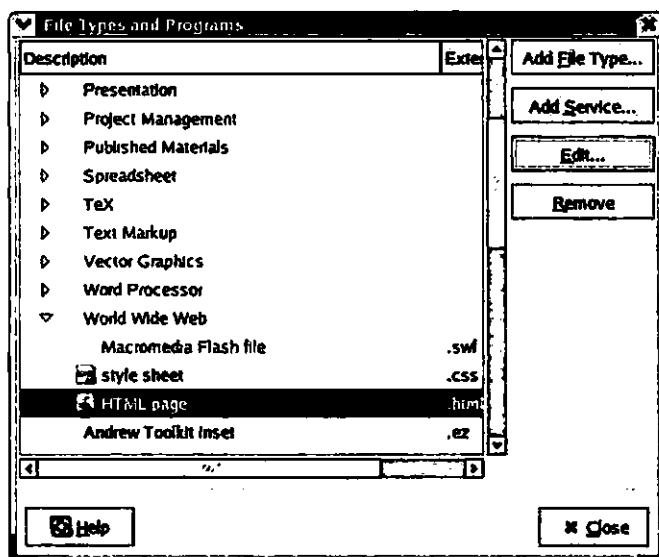 File Types and Programs
Description Exte
Presentation
Project Management
Published Materials
Spreadsheet
TeX
Text Markup
Vector Graphics
Word Processor
World Wide Web
Macromedia Flash file .swf
style sheet .css
HTML page .htm
Andrew Toolkit inset .ez
Add File Type...
Add Service...
Edit...
Remove
Help
Close